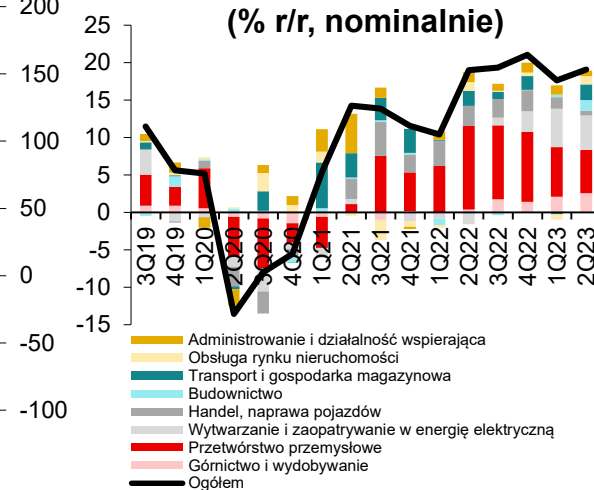 (% r/r, nominalnie)
200
150
100
50
0
-50
-100
25
20
15
10
5
0
-5
-10
-15
3Q19
4Q19
1Q20
2Q20
3Q20
4Q20
1Q21
2Q21
3Q21
4Q21
1Q22
2Q22
3Q22
4Q22
1Q23
2Q23
Administrowanie i działalność wspierająca
Obsługa rynku nieruchomości
Transport i gospodarka magazynowa
Budownictwo
Handel, naprawa pojazdów
Wytwarzanie i zaopatrywanie w energię elektryczną
Przetwórstwo przemysłowe
Górnictwo i wydobywanie
Ogółem